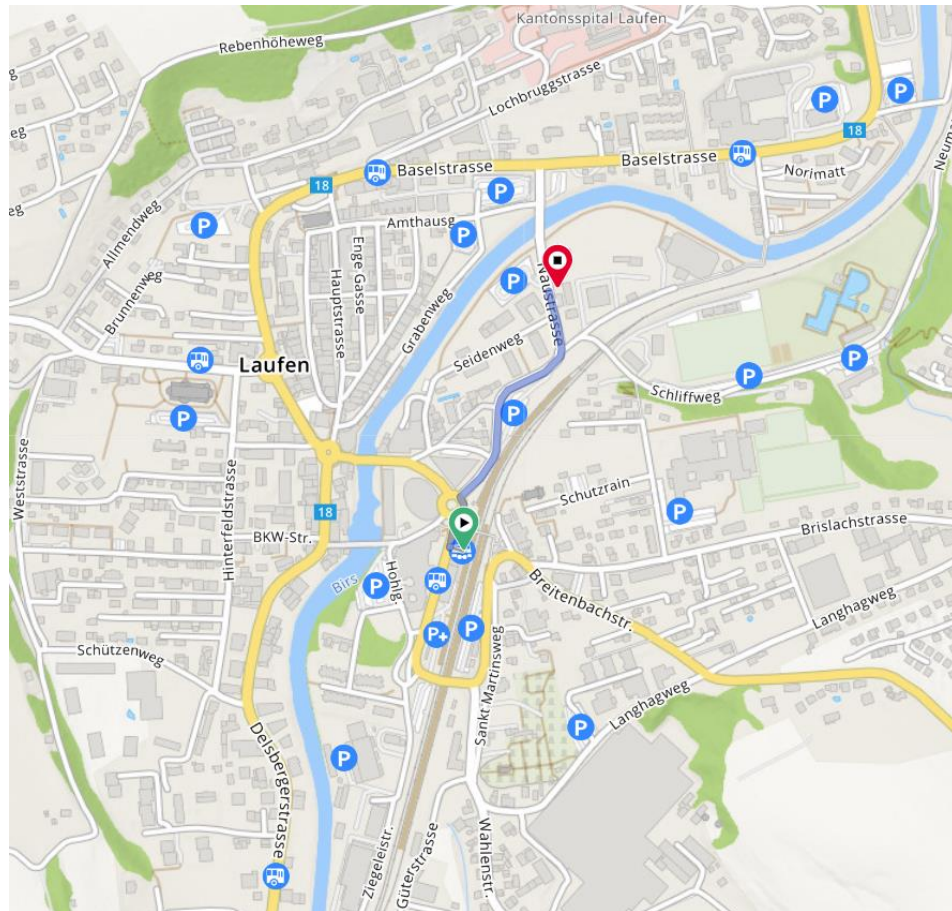 Kantonsspital Laufen
Rebenhöheweg
Lochbruggstrasse
18
Baselstrasse
Baselstrasse
18
Norimatt
Allmendweg
Amthausg.
Enge Gasse
Hauptstrasse
Brunnenweg
Grabenweg
Naustrasse
Seidenweg
Laufen
Schliffweg
Weststrasse
Hinterfeldstrasse
18
BKW-Str.
Schutzrain
Brislachstrasse
Birs
Hohlg.
Breitenbachstr.
Langhagweg
Schützenweg
Sankt Martinsweg
Langhagweg
Delsbergerstrasse
Ziegeleistr.
Güterstrasse
Wahlenstr.
P
P
P
P
P
P
P
P
P
P
P
P
P+
P
P
P